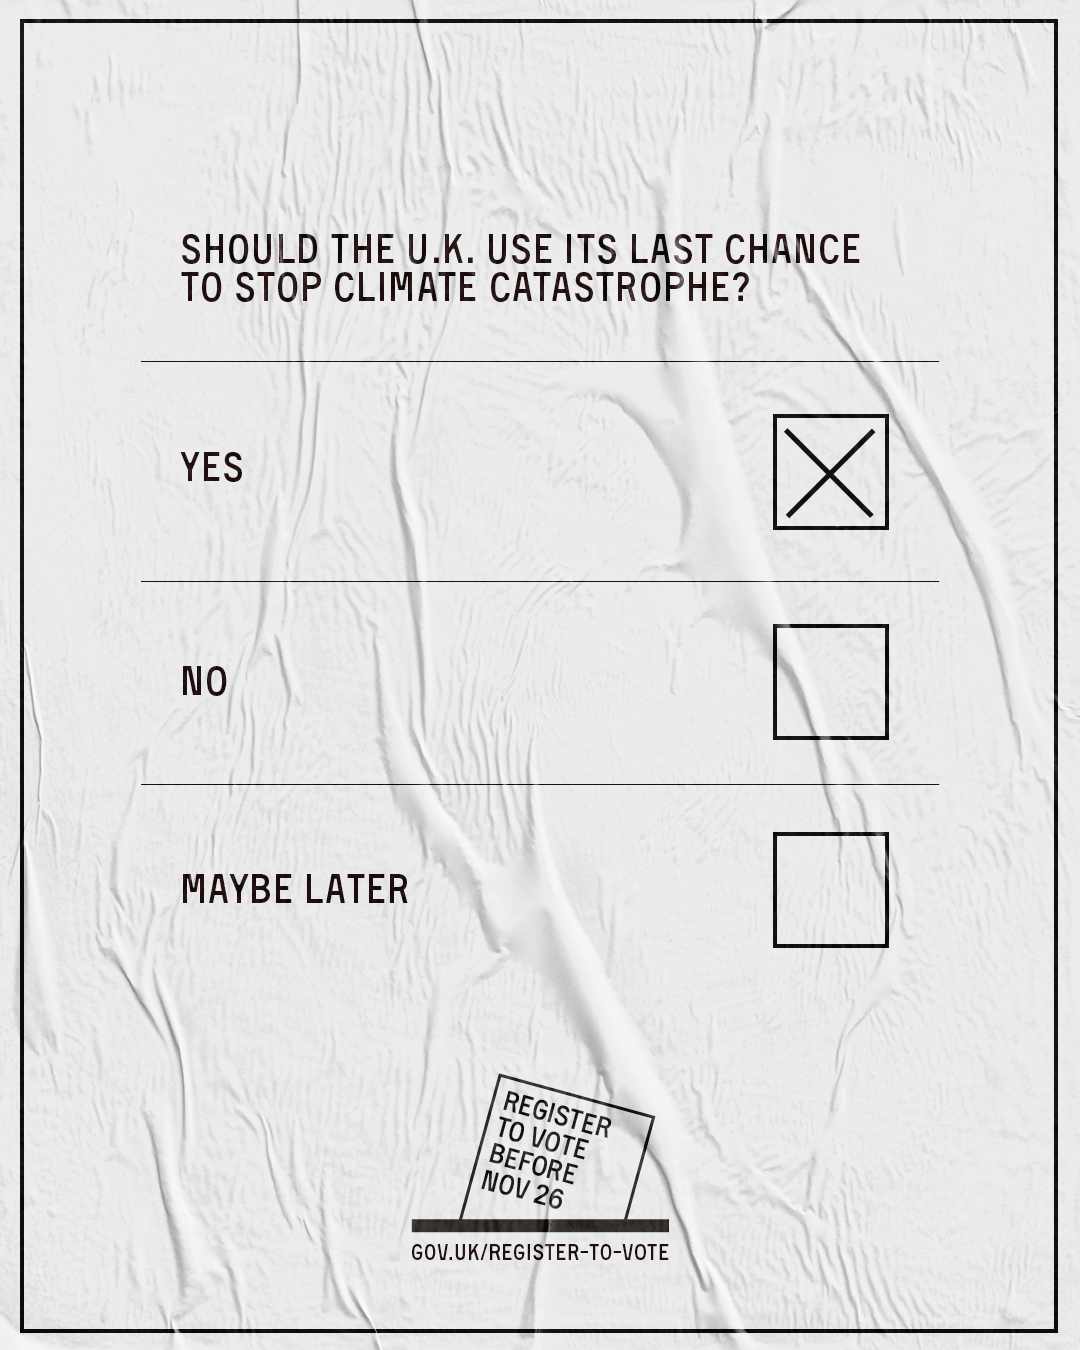 SHOULD THE U.K. USE ITS LAST CHANCE
TO STOP CLIMATE CATASTROPHE?
YES
NO
MAYBE LATER
REGISTER
TO VOTE
BEFORE
NOV 26
GOV.UK/REGISTER-TO-VOTE